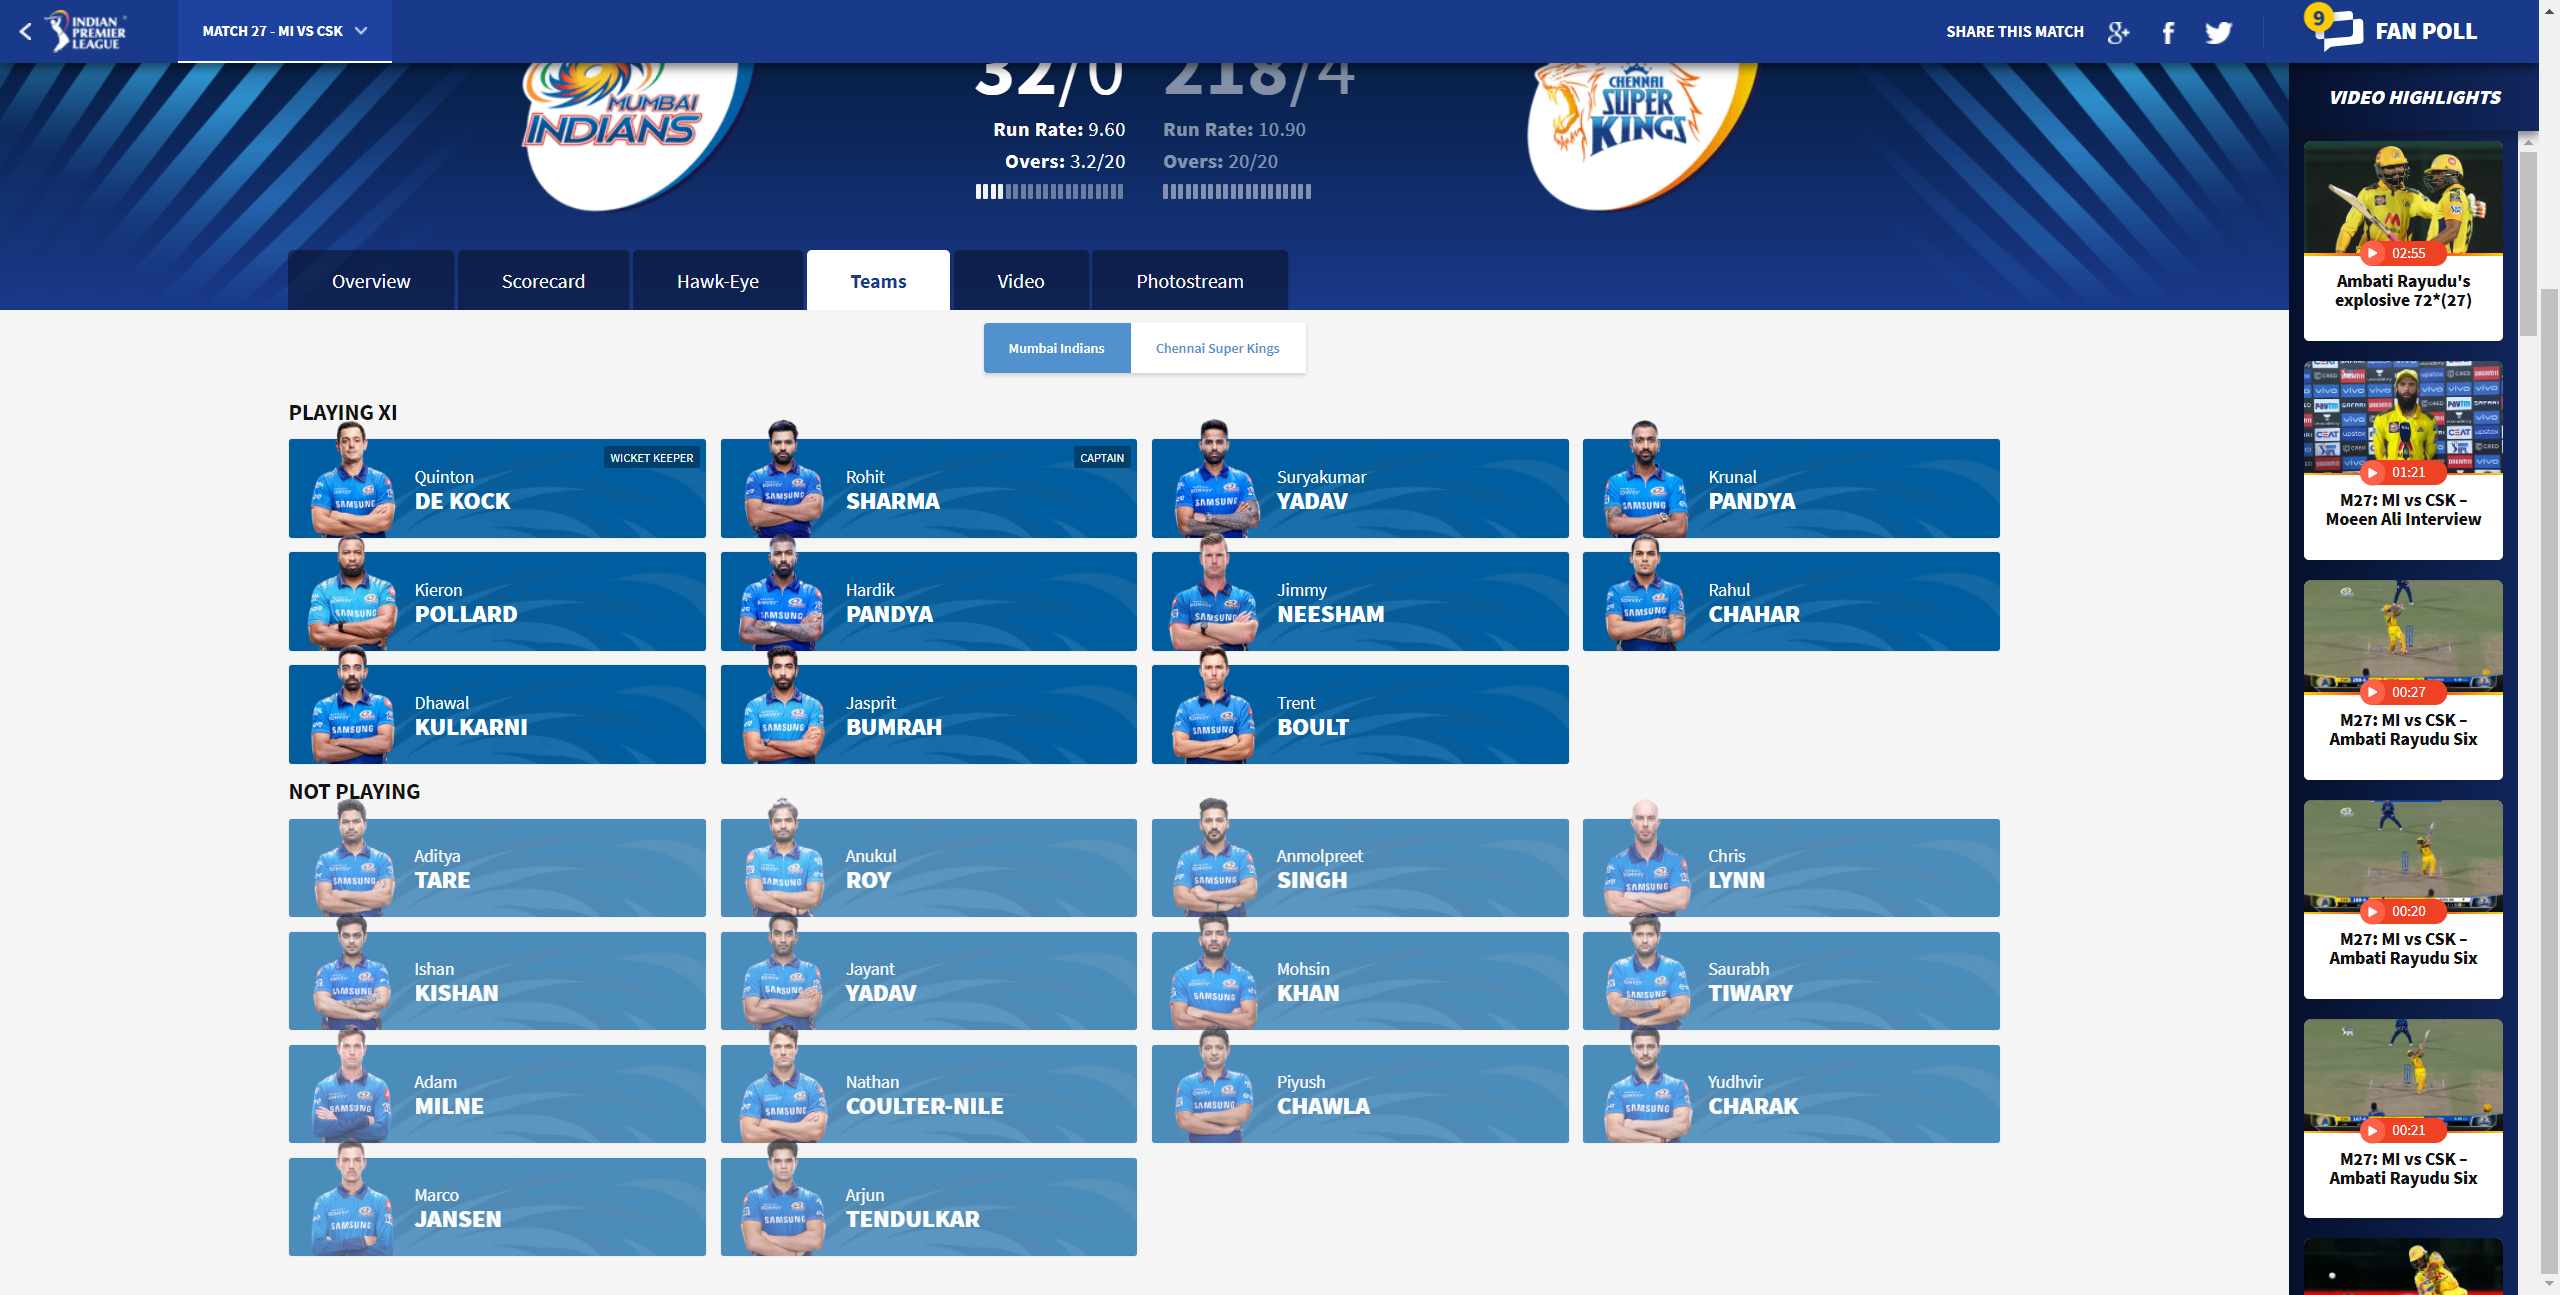 INDIAN
PREMIER
LEAGUE
MATCH 27 - MI VS CSK
SHARE THIS MATCH
9
FAN POLL
MUMBAI
INDIANS
32/0
218/4
Run Rate: 9.60
Run Rate: 10.90
Overs: 3.2/20
Overs: 20/20
CHENNAI
SUPER
KINGS
Overview
Scorecard
Hawk-Eye
Teams
Video
Photostream
Mumbai Indians
Chennai Super Kings
PLAYING XI
Quinton
DE KOCK
WICKET KEEPER
Rohit
SHARMA
CAPTAIN
Suryakumar
YADAV
Krunal
PANDYA
Kieron
POLLARD
Hardik
PANDYA
Jimmy
NEESHAM
Rahul
CHAHAR
Dhawal
KULKARNI
Jasprit
BUMRAH
Trent
BOULT
NOT PLAYING
Aditya
TARE
Anukul
ROY
Anmolpreet
SINGH
Chris
LYNN
Ishan
KISHAN
Jayant
YADAV
Mohsin
KHAN
Saurabh
TIWARY
Adam
MILNE
Nathan
COULTER-NILE
Piyush
CHAWLA
Yudhvir
CHARAK
Marco
JANSEN
Arjun
TENDULKAR
VIDEO HIGHLIGHTS
02:55
Ambati Rayudu's
explosive 72*(27)
01:21
M27: MI vs CSK –
Moeen Ali Interview
00:27
M27: MI vs CSK –
Ambati Rayudu Six
00:20
M27: MI vs CSK –
Ambati Rayudu Six
00:21
M27: MI vs CSK –
Ambati Rayudu Six